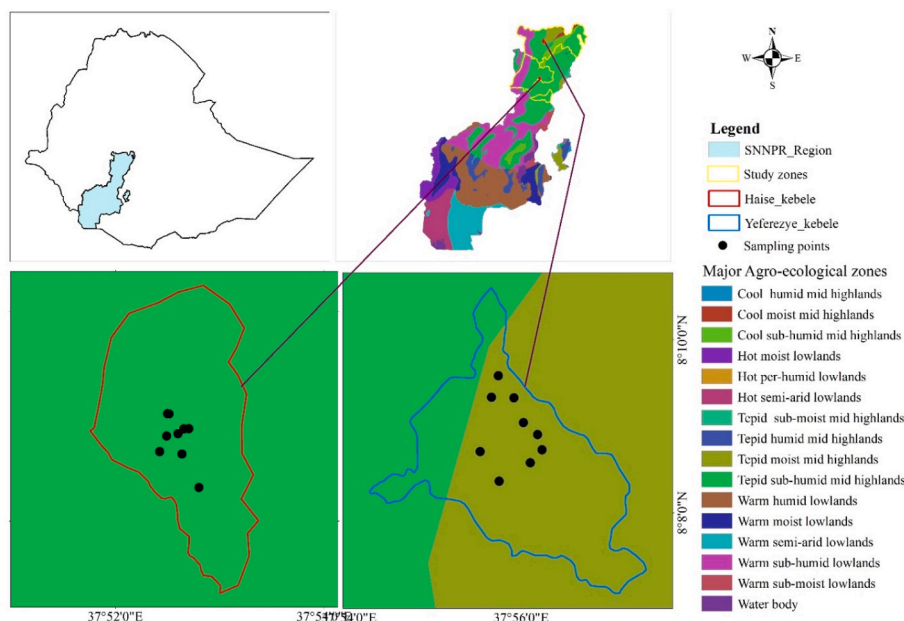 N
W E
S
Legend
SNNPR_Region
Study zones
Haise_kebele
Yeferezye_kebele
Sampling points
Major Agro-ecological zones
Cool humid mid highlands
Cool moist mid highlands
Cool sub-humid mid highlands
Hot moist lowlands
Hot per-humid lowlands
Hot semi-arid lowlands
Tepid sub-moist mid highlands
Tepid humid mid highlands
Tepid moist mid highlands
Tepid sub-humid mid highlands
Warm humid lowlands
Warm moist lowlands
Warm semi-arid lowlands
Warm sub-humid lowlands
Warm sub-moist lowlands
Water body
8°10'0"N
8°8'0"N
37°52'0"E
37°56'0"E